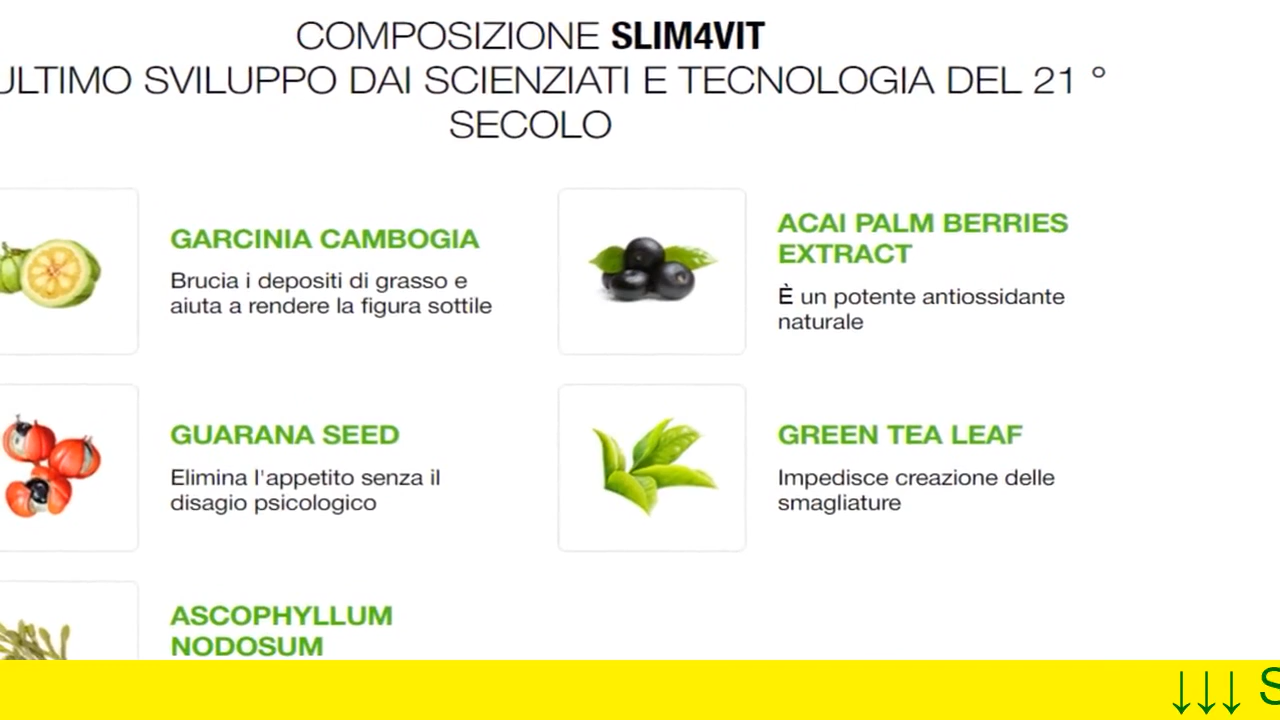 COMPOSIZIONE SLIM4VIT
ULTIMO SVILUPPO DAI SCIENZIATI E TECNOLOGIA DEL 21 °
SECOLO
GARCINIA CAMBOGIA
Brucia i depositi di grasso e
aiuta a rendere la figura sottile
ACAI PALM BERRIES
EXTRACT
È un potente antiossidante
naturale
GUARANA SEED
Elimina l'appetito senza il
disagio psicologico
GREEN TEA LEAF
Impedisce creazione delle
smagliature
ASCOPHYLLUM
NODOSUM
↓↓↓ S